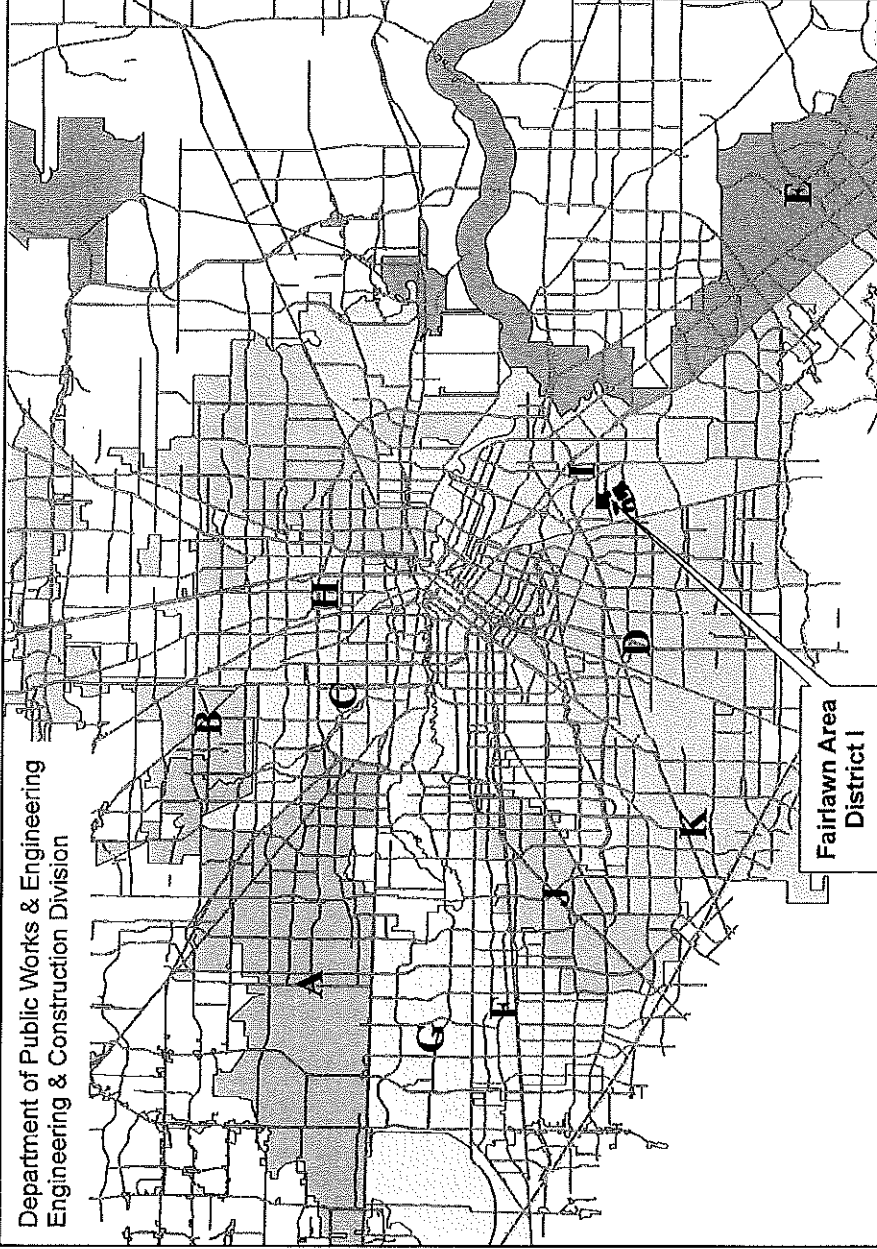 Department of Public Works & Engineering
Engineering & Construction Division
B
H
C
A
G
E
F
J
I
D
K
Fairlawn Area
District I